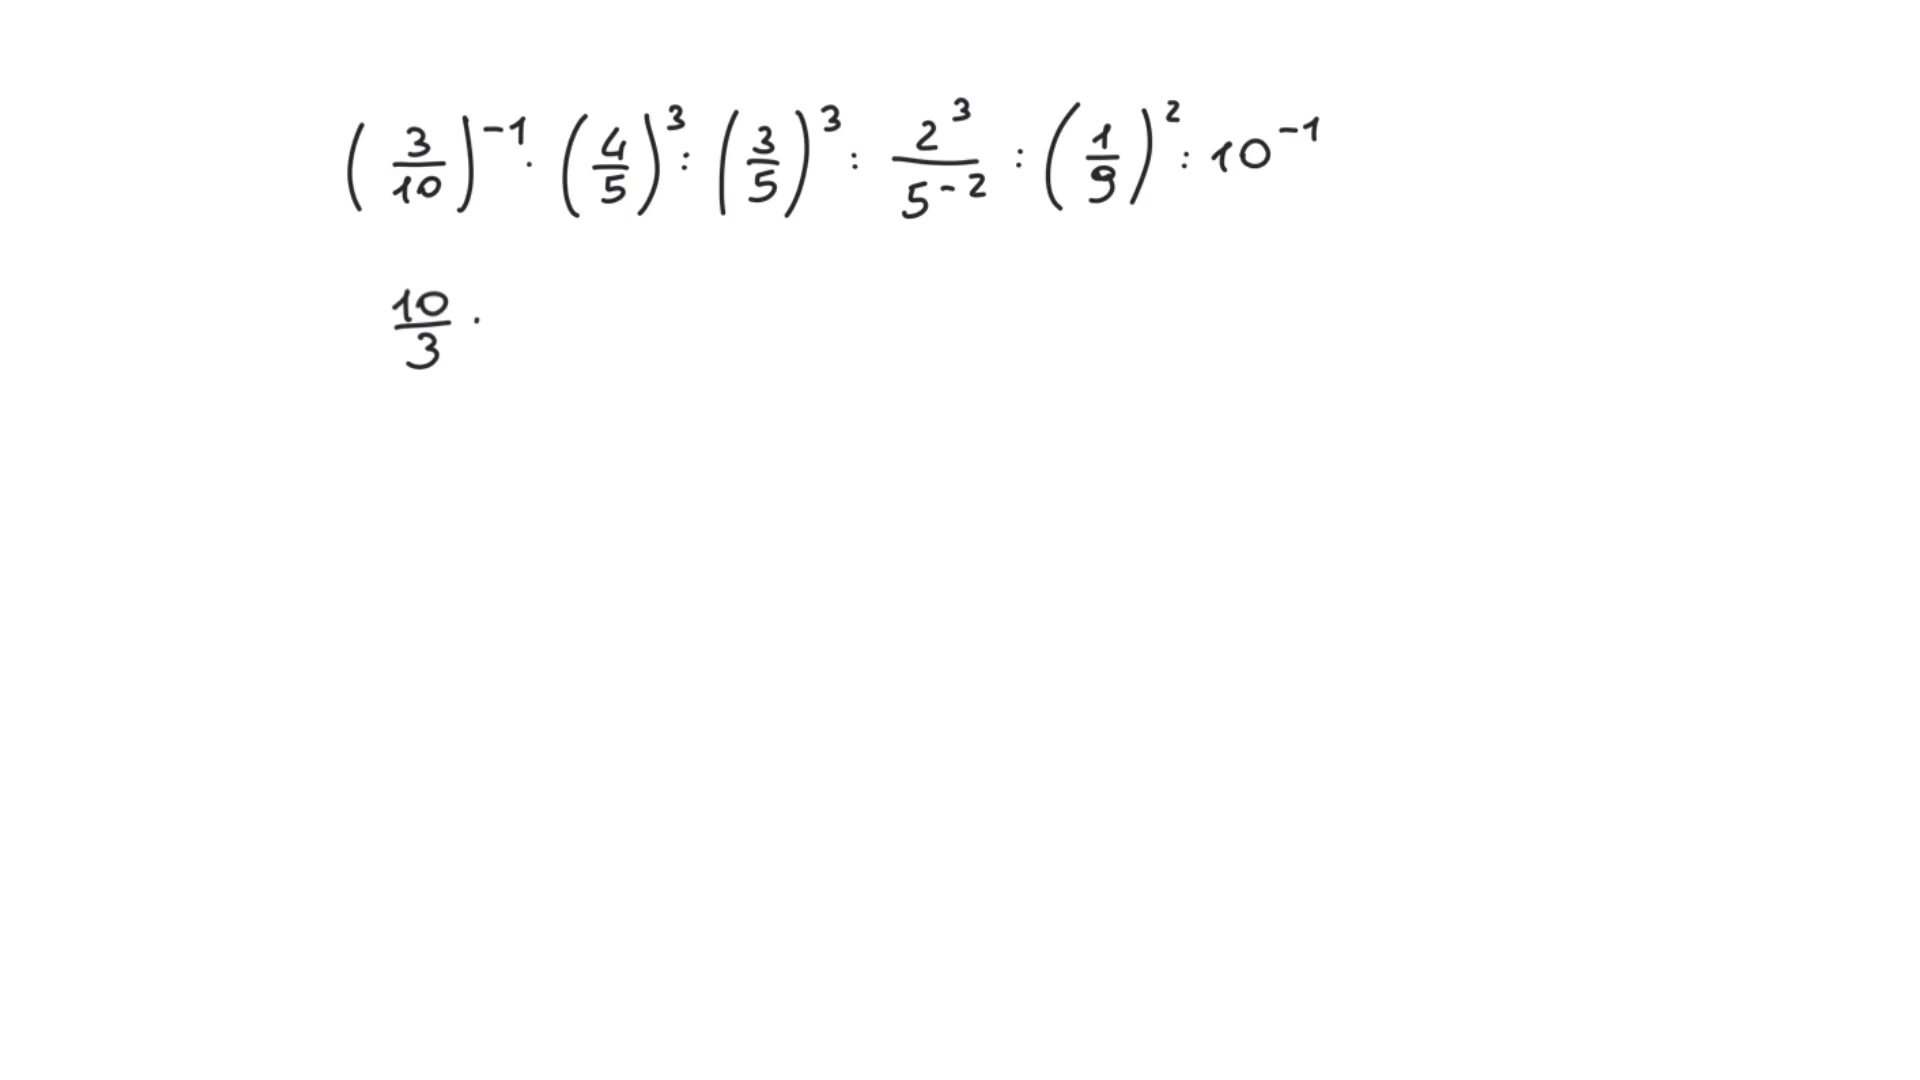 (3/10)^-1 · (4/5)^3 : (3/5)^3 : 2^3/5^-2 : (1/9)^2 : 10^-1
10/3 ·